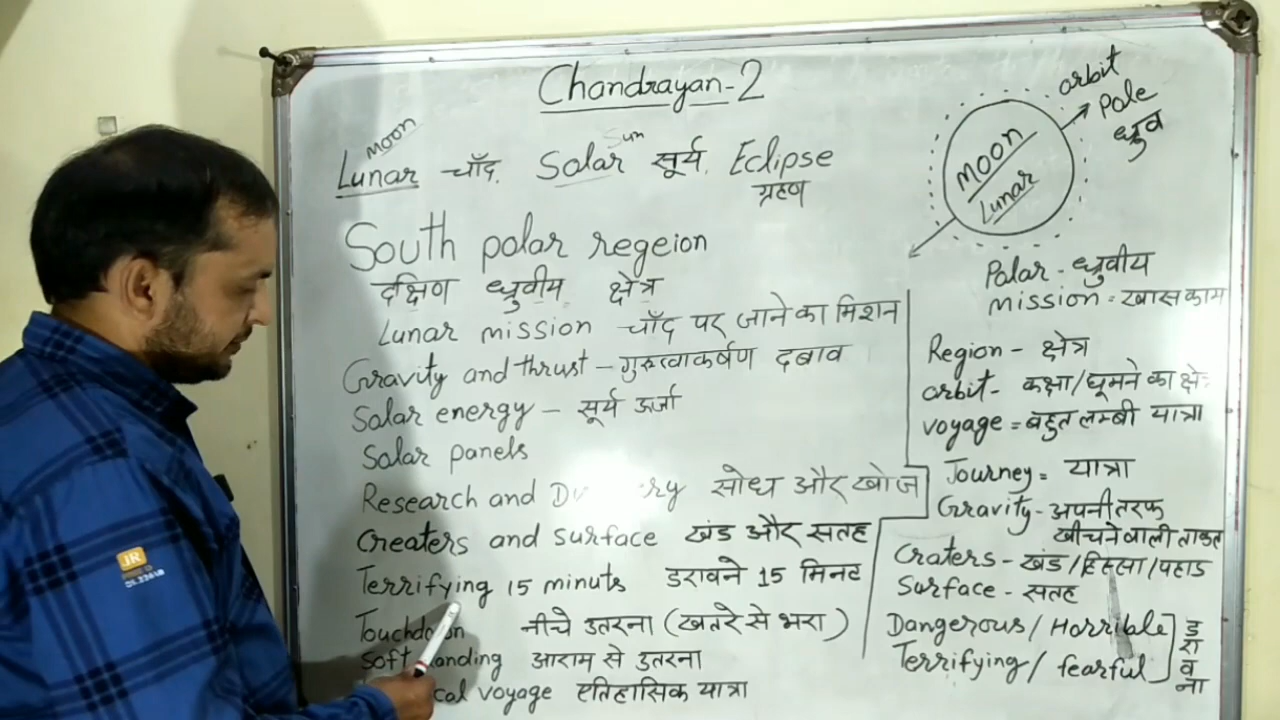 Chandrayan-2
Moon
Lunar चाँद, Solar सूर्य, Eclipse
Sun
ग्रहण
South polar regeion
दक्षिण ध्रुवीय क्षेत्र
Lunar mission चाँद पर जाने का मिशन
Gravity and thrust - गुरुत्वाकर्षण दबाव
Solar energy - सूर्य ऊर्जा
Solar panels
Research and सोध और खोज
Creaters and surface खंड और सतह
Terrifying 15 minuts डरावने 15 मिनट
नीचे उतरना (खतरे से भरा)
Soft आराम से उतरना
voyage एतिहासिक यात्रा
orbit
Pole
ध्रुव
Moon
Lunar
Polar - ध्रुवीय
mission = खास काम
Region - क्षेत्र
orbit - कक्षा/घूमने का
voyage = बहुत लम्बी यात्रा
Journey = यात्रा
Gravity - अपनी तरफ
खीचने वाली ताकत
Craters - खंड/हिस्सा/पहाड
Surface - सतह
Dangerous/Horrible
Terrifying/fearful
डरावना
JR